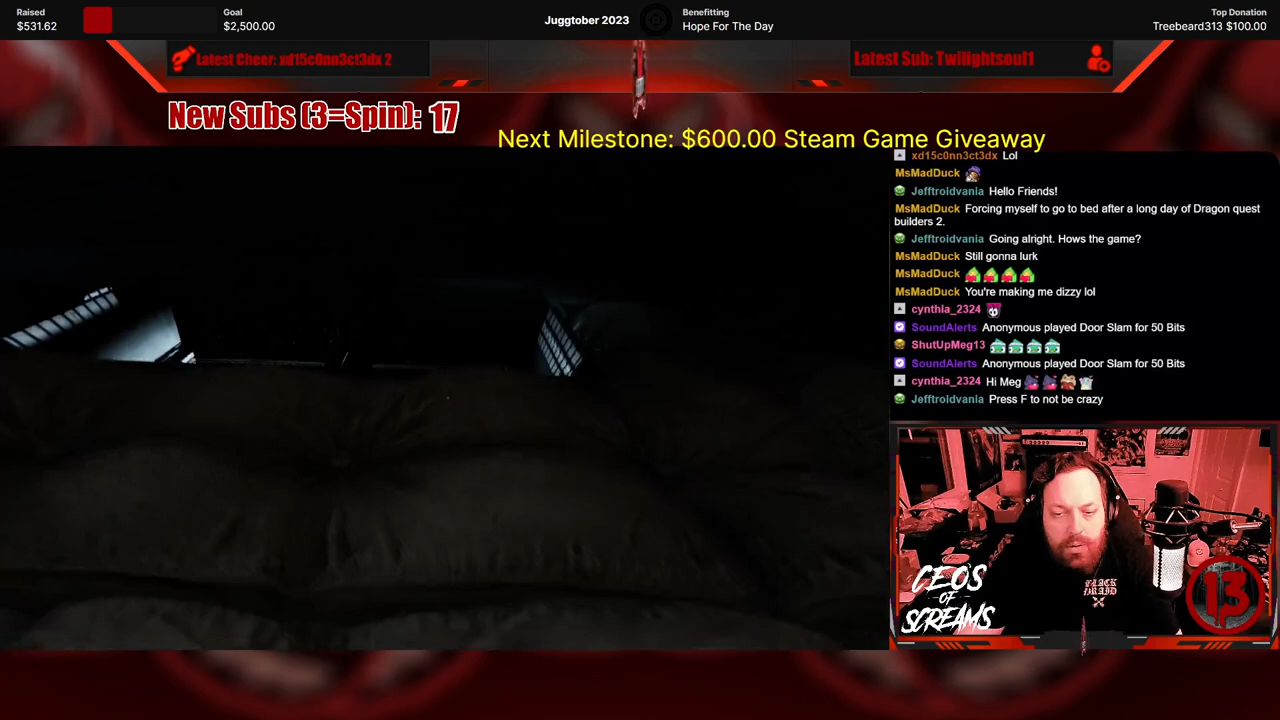 Raised
$531.62
Goal
$2,500.00
Juggtober 2023
Benefitting
Hope For The Day
Top Donation
Treebeard313 $100.00
Latest Cheer: xd15c0nn3ct3dx 2
Latest Sub: Twilightsoul1
New Subs (3=Spin): 17
Next Milestone: $600.00 Steam Game Giveaway
xd15c0nn3ct3dx Lol
MsMadDuck
Jefftroidvania Hello Friends!
MsMadDuck Forcing myself to go to bed after a long day of Dragon quest
builders 2.
Jefftroidvania Going alright. Hows the game?
MsMadDuck Still gonna lurk
MsMadDuck
MsMadDuck You're making me dizzy lol
cynthia_2324
SoundAlerts Anonymous played Door Slam for 50 Bits
ShutUpMeg13
SoundAlerts Anonymous played Door Slam for 50 Bits
cynthia_2324 Hi Meg
Jefftroidvania Press F to not be crazy
CEOS
OF
SCREAMS
13